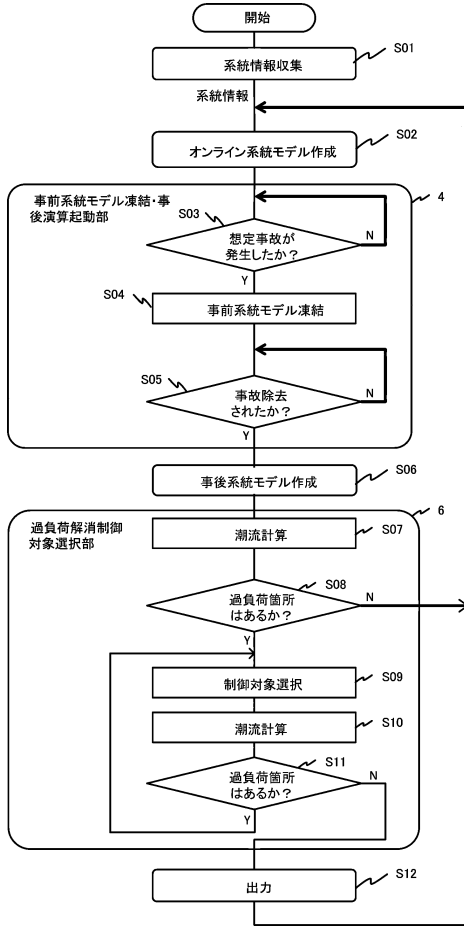 開始
系統情報収集
S01
系統情報
オンライン系統モデル作成
S02
事前系統モデル凍結・事
後演算起動部
4
S03
想定事故が
発生したか？
N
Y
S04
事前系統モデル凍結
S05
事故除去
されたか？
N
Y
事後系統モデル作成
S06
過負荷解消制御
対象選択部
6
潮流計算
S07
S08
過負荷箇所
はあるか？
N
Y
制御対象選択
S09
潮流計算
S10
S11
過負荷箇所
はあるか？
N
Y
出力
S12